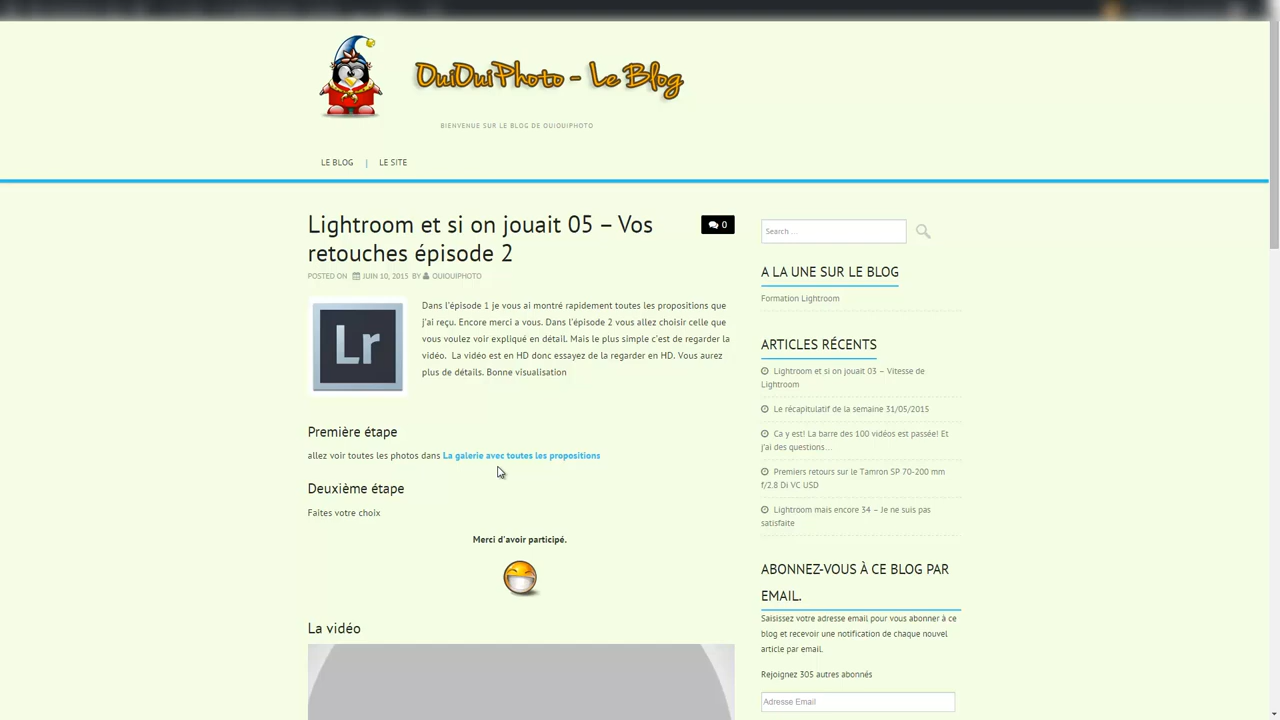 OuiOuiPhoto - Le Blog
BIENVENUE SUR LE BLOG DE OUIOUIPHOTO
LE BLOG | LE SITE
Lightroom et si on jouait 05 – Vos
retouches épisode 2
0
POSTED ON JUIN 10, 2015 BY OUIOUIPHOTO
Lr
Dans l'épisode 1 je vous ai montré rapidement toutes les propositions que
j'ai reçu. Encore merci a vous. Dans l'épisode 2 vous allez choisir celle que
vous voulez voir expliqué en détail. Mais le plus simple c'est de regarder la
vidéo. La vidéo est en HD donc essayez de la regarder en HD. Vous aurez
plus de détails. Bonne visualisation
Première étape
allez voir toutes les photos dans La galerie avec toutes les propositions
Deuxième étape
Faites votre choix
Merci d'avoir participé.
La vidéo
Search …
A LA UNE SUR LE BLOG
Formation Lightroom
ARTICLES RÉCENTS
Lightroom et si on jouait 03 – Vitesse de
Lightroom
Le récapitulatif de la semaine 31/05/2015
Ca y est! La barre des 100 vidéos est passée! Et
j'ai des questions…
Premiers retours sur le Tamron SP 70-200 mm
f/2.8 Di VC USD
Lightroom mais encore 34 – Je ne suis pas
satisfaite
ABONNEZ-VOUS À CE BLOG PAR
EMAIL.
Saisissez votre adresse email pour vous abonner à ce
blog et recevoir une notification de chaque nouvel
article par email.
Rejoignez 305 autres abonnés
Adresse Email